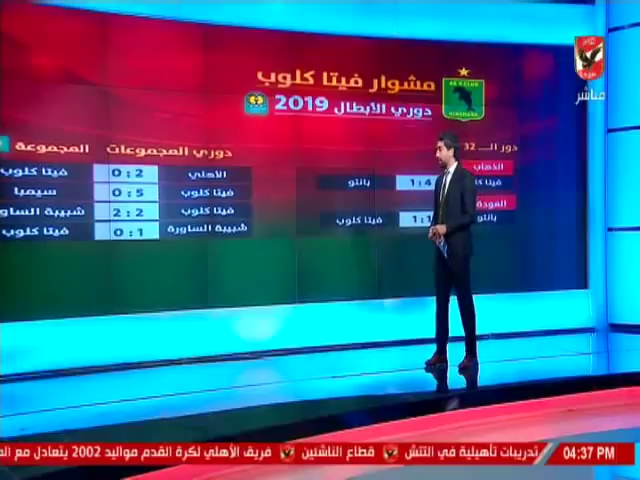 مشوار فيتا كلوب
دوري الأبطال 2019
مباشر
دور الـ 32
الذهاب
1:4 بانتو
العودة
بانتو 1:1 فيتا كلوب
دوري المجموعات المجموعة
الأهلي 0:2 فيتا كلوب
فيتا كلوب 0:5 سيمبا
فيتا كلوب 2:2 شبيبة الساورة
شبيبة الساورة 0:1 فيتا كلوب
04:37 PM تدريبات تأهيلية في التتش قطاع الناشئين فريق الأهلي لكرة القدم مواليد 2002 يتعادل مع